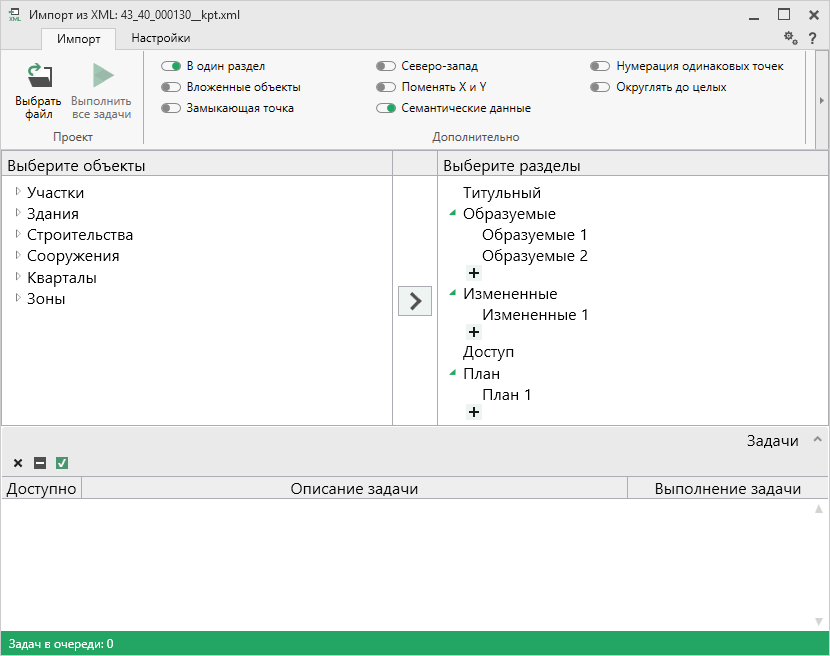 XML Импорт из XML: 43_40_000130__kpt.xml
Импорт Настройки ?
Выбрать файл
Выполнить все задачи
Проект
В один раздел
Вложенные объекты
Замыкающая точка
Северо-запад
Поменять X и Y
Семантические данные
Нумерация одинаковых точек
Округлять до целых
Дополнительно
Выберите объекты
Участки
Здания
Строительства
Сооружения
Кварталы
Зоны
Выберите разделы
Титульный
Образуемые
Образуемые 1
Образуемые 2
+
Измененные
Измененные 1
+
Доступ
План
План 1
+
Задачи
Доступно Описание задачи Выполнение задачи
Задач в очереди: 0